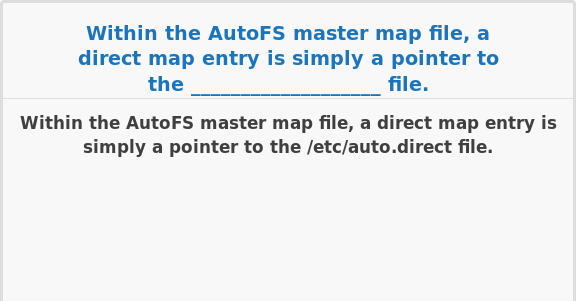 Within the AutoFS master map file, a
direct map entry is simply a pointer to
the ___________________ file.
Within the AutoFS master map file, a direct map entry is
simply a pointer to the /etc/auto.direct file.